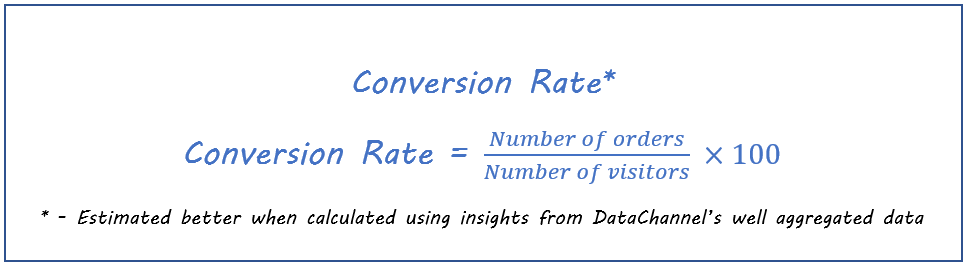 Conversion Rate*
Conversion Rate = Number of orders / Number of visitors × 100
* - Estimated better when calculated using insights from DataChannel's well aggregated data